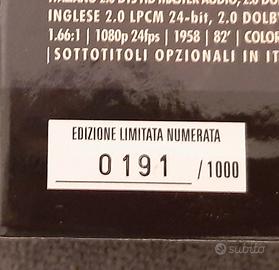 ITALIANO 2.0 DTS HD MASTER AUDIO, 2.0 DO
INGLESE 2.0 LPCM 24-bit, 2.0 DOLBY
1.66:1 | 1080p 24fps | 1958 | 82' | COLOR
| SOTTOTITOLI OPZIONALI IN IT
EDIZIONE LIMITATA NUMERATA
0191 /1000
subito